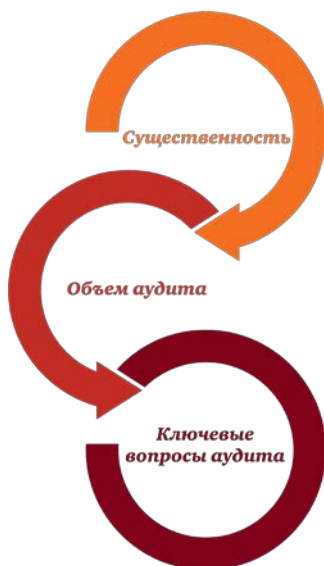 Существенность
Объем аудита
Ключевые
вопросы аудита